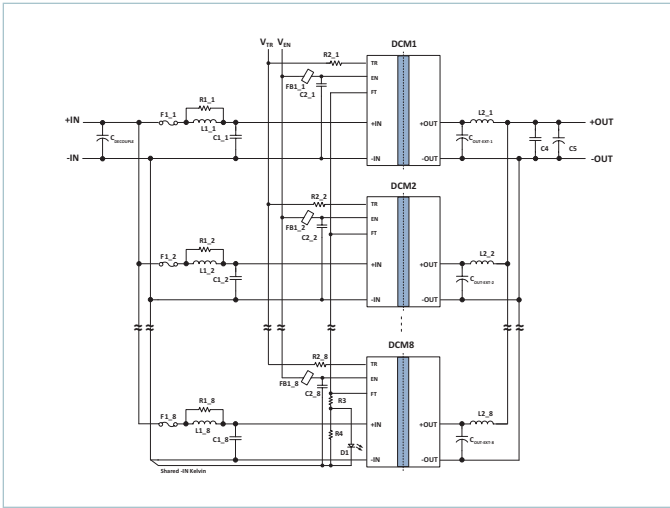 V_TR V_EN
DCM1
R2_1
TR
EN
FB1_1
C2_1
FT
R1_1
F1_1
L1_1
C1_1
+IN
-IN
C_DECOUPLE
+IN
-IN
+OUT
-OUT
L2_1
C_OUT-EXT-1
C4
C5
+OUT
-OUT
DCM2
R2_2
TR
EN
FB1_2
C2_2
FT
R1_2
F1_2
L1_2
C1_2
+IN
-IN
+OUT
-OUT
L2_2
C_OUT-EXT-2
DCM8
R2_8
TR
EN
FB1_8
C2_8
FT
R3
R4
D1
R1_8
F1_8
L1_8
C1_8
+IN
-IN
+OUT
-OUT
L2_8
C_OUT-EXT-8
Shared -IN Kelvin